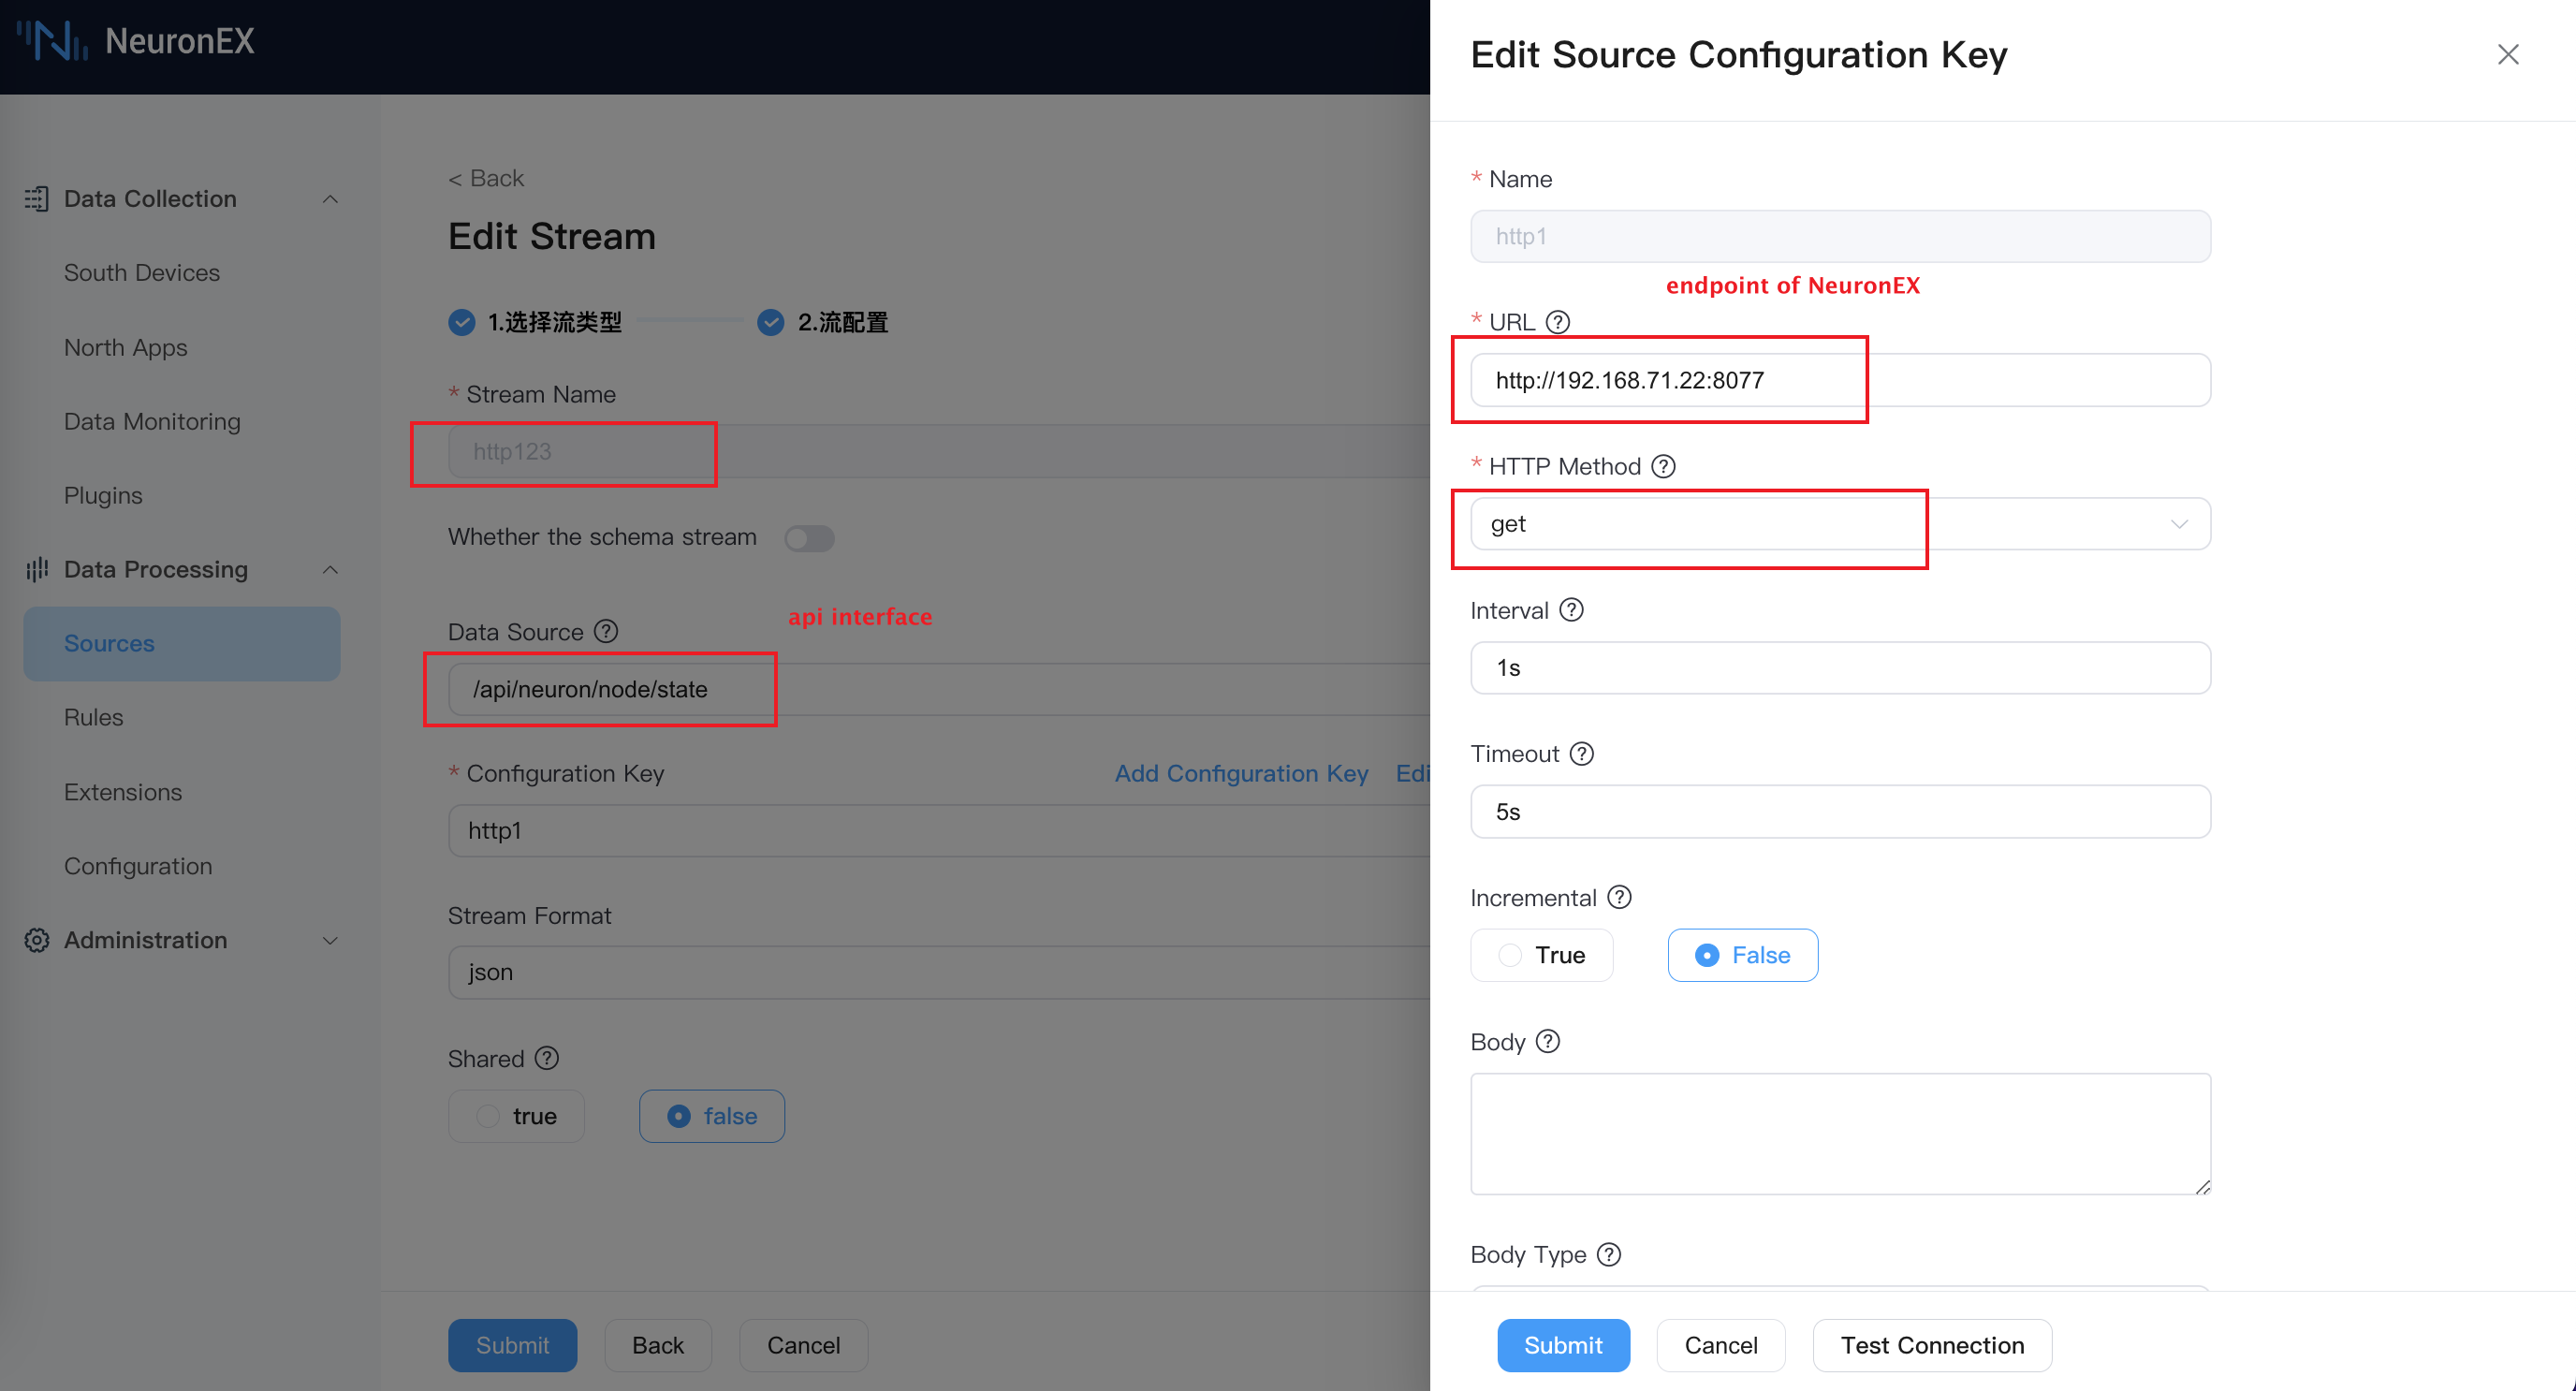 NeuronEX
Data Collection
South Devices
North Apps
Data Monitoring
Plugins
Data Processing
Sources
Rules
Extensions
Configuration
Administration
< Back
Edit Stream
1.选择流类型
2.流配置
* Stream Name
http123
Whether the schema stream
api interface
Data Source ?
/api/neuron/node/state
* Configuration Key
Add Configuration Key
Edi
http1
Stream Format
json
Shared ?
true
false
Submit
Back
Cancel
Edit Source Configuration Key
* Name
http1
endpoint of NeuronEX
* URL ?
http://192.168.71.22:8077
* HTTP Method ?
get
Interval ?
1s
Timeout ?
5s
Incremental ?
True
False
Body ?
Body Type ?
Submit
Cancel
Test Connection